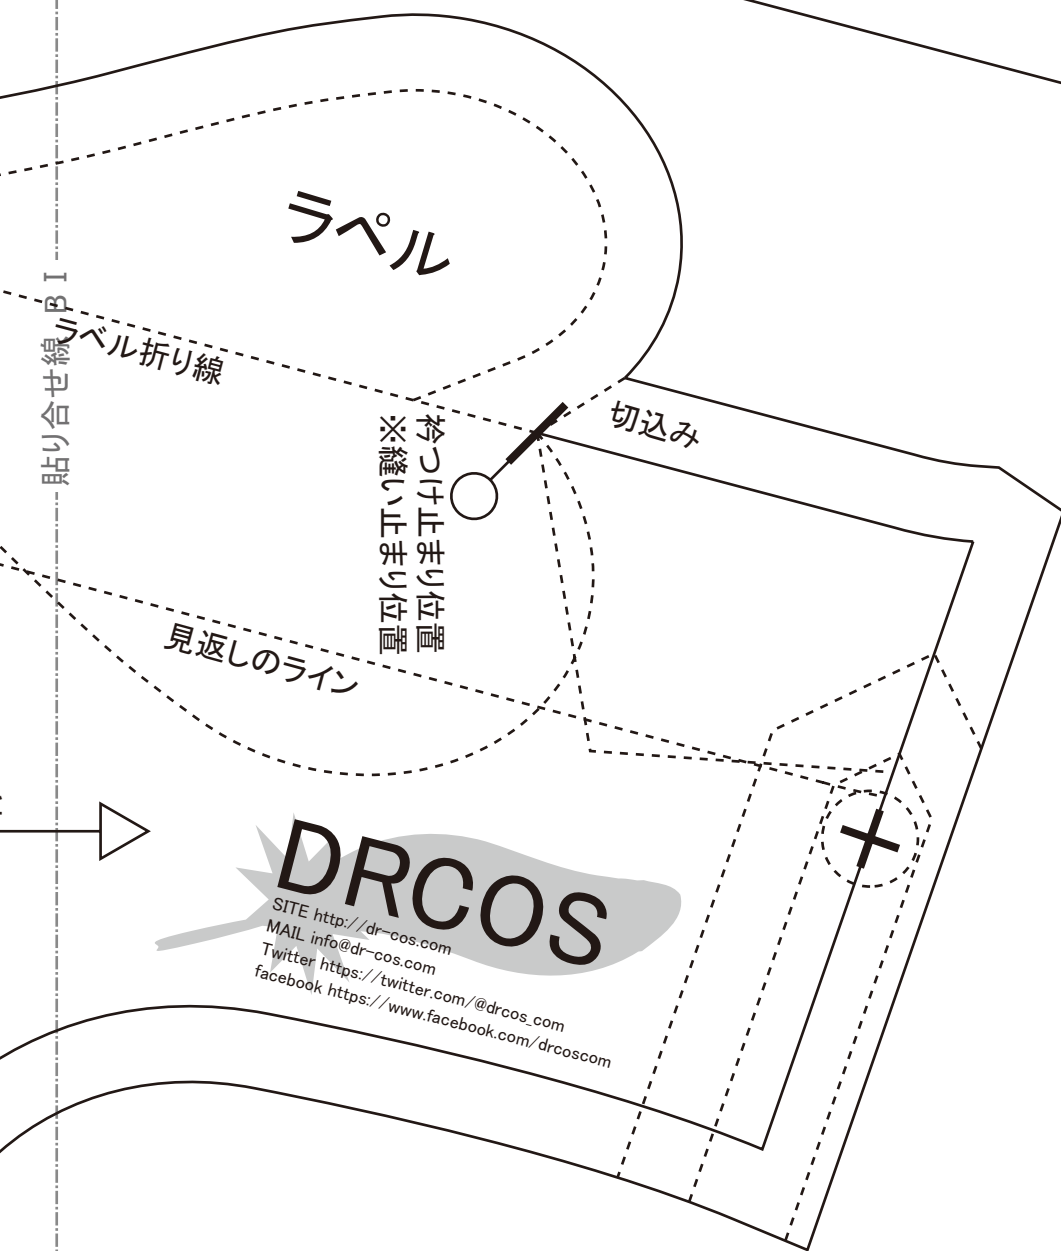 ラペル
ラペル折り線
貼り合せ線 B I
切込み
衿つけ止まり位置
※縫い止まり位置
見返しのライン
DRCOS
SITE http://dr-cos.com
MAIL info@dr-cos.com
Twitter https://twitter.com/@drcos_com
facebook https://www.facebook.com/drcoscom